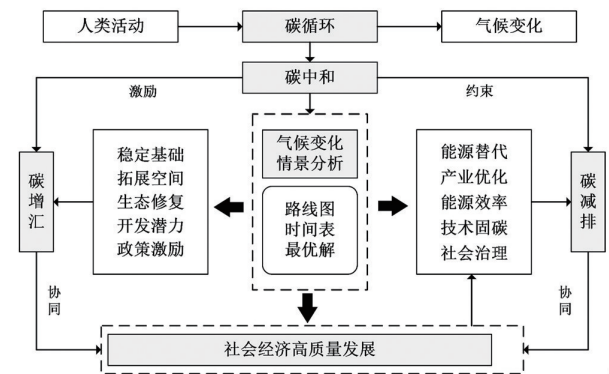 人类活动
碳循环
气候变化
碳中和
激励
约束
气候变化
情景分析
路线图
时间表
最优解
碳增汇
稳定基础
拓展空间
生态修复
开发潜力
政策激励
能源替代
产业优化
能源效率
技术固碳
社会治理
碳减排
协同
协同
社会经济高质量发展